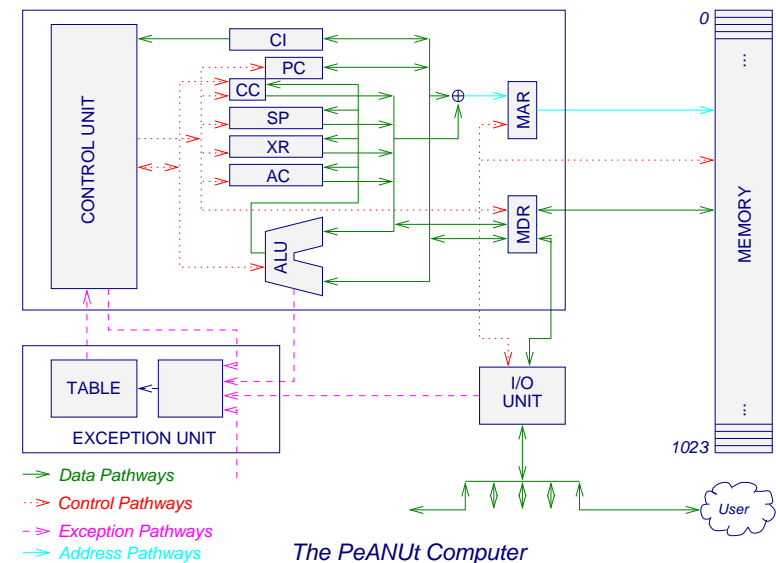 0
CI
PC
CC
SP
XR
AC
CONTROL UNIT
ALU
MAR
MDR
⋮
MEMORY
⋮
1023
TABLE
EXCEPTION UNIT
I/O
UNIT
Data Pathways
Control Pathways
Exception Pathways
Address Pathways
User
The PeANUt Computer